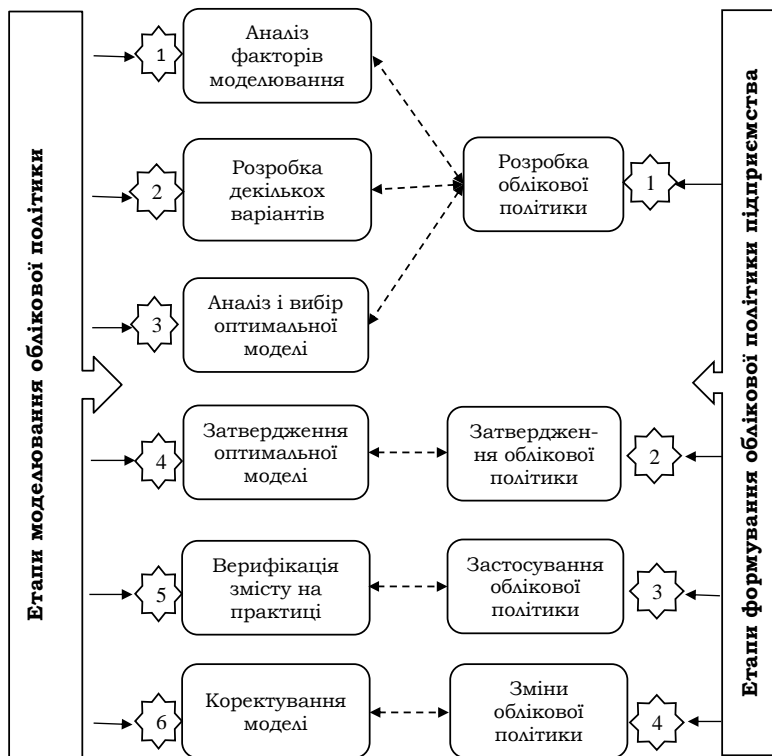 Етапи моделювання облікової політики
1
Аналіз
факторів
моделювання
2
Розробка
декількох
варіантів
3
Аналіз і вибір
оптимальної
моделі
4
Затвердження
оптимальної
моделі
5
Верифікація
змісту на
практиці
6
Коректування
моделі
Розробка
облікової
політики
1
Затверджен-
ня облікової
політики
2
Застосування
облікової
політики
3
Зміни
облікової
політики
4
Етапи формування облікової політики підприємства